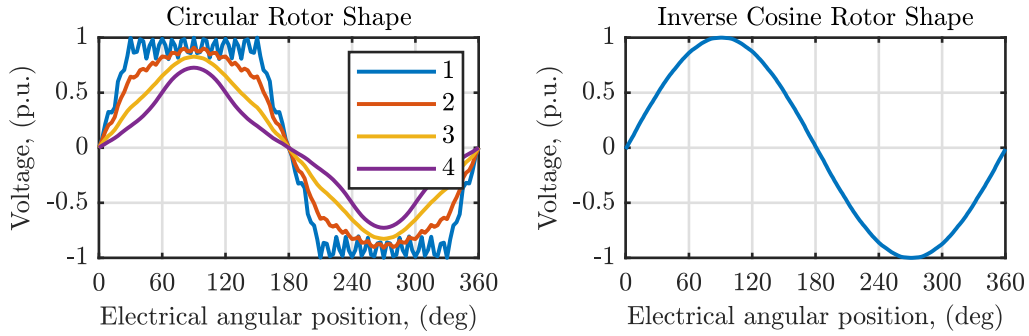 Circular Rotor Shape
1
0.5
0
-0.5
-1
Voltage, (p.u.)
0 60 120 180 240 300 360
Electrical angular position, (deg)
1
2
3
4
Inverse Cosine Rotor Shape
1
0.5
0
-0.5
-1
Voltage, (p.u.)
0 60 120 180 240 300 360
Electrical angular position, (deg)